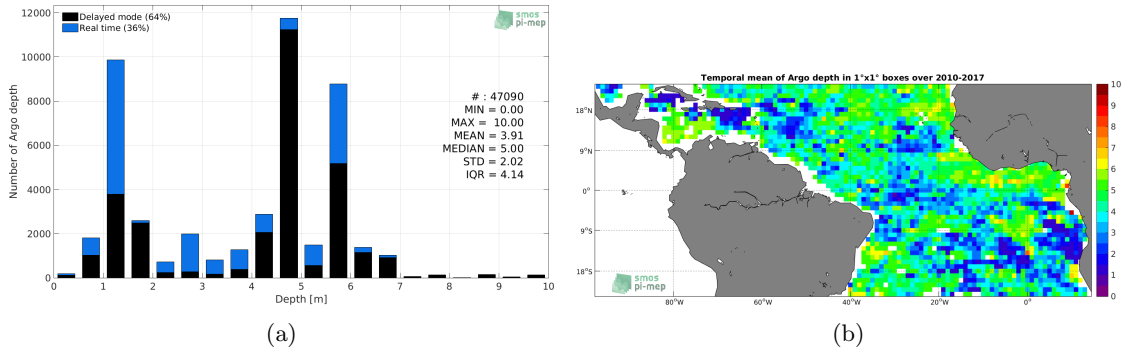 12000
10000
8000
6000
4000
2000
0
Number of Argo depth
Delayed mode (64%)
Real time (36%)
smos
pi-mep
# : 47090
MIN = 0.00
MAX = 10.00
MEAN = 3.91
MEDIAN = 5.00
STD = 2.02
IQR = 4.14
0 1 2 3 4 5 6 7 8 9 10
Depth [m]
(a)
Temporal mean of Argo depth in 1°x1° boxes over 2010-2017
18°N
9°N
0°
9°S
18°S
80°W 60°W 40°W 20°W 0°
smos
pi-mep
10
9
8
7
6
5
4
3
2
1
0
(b)